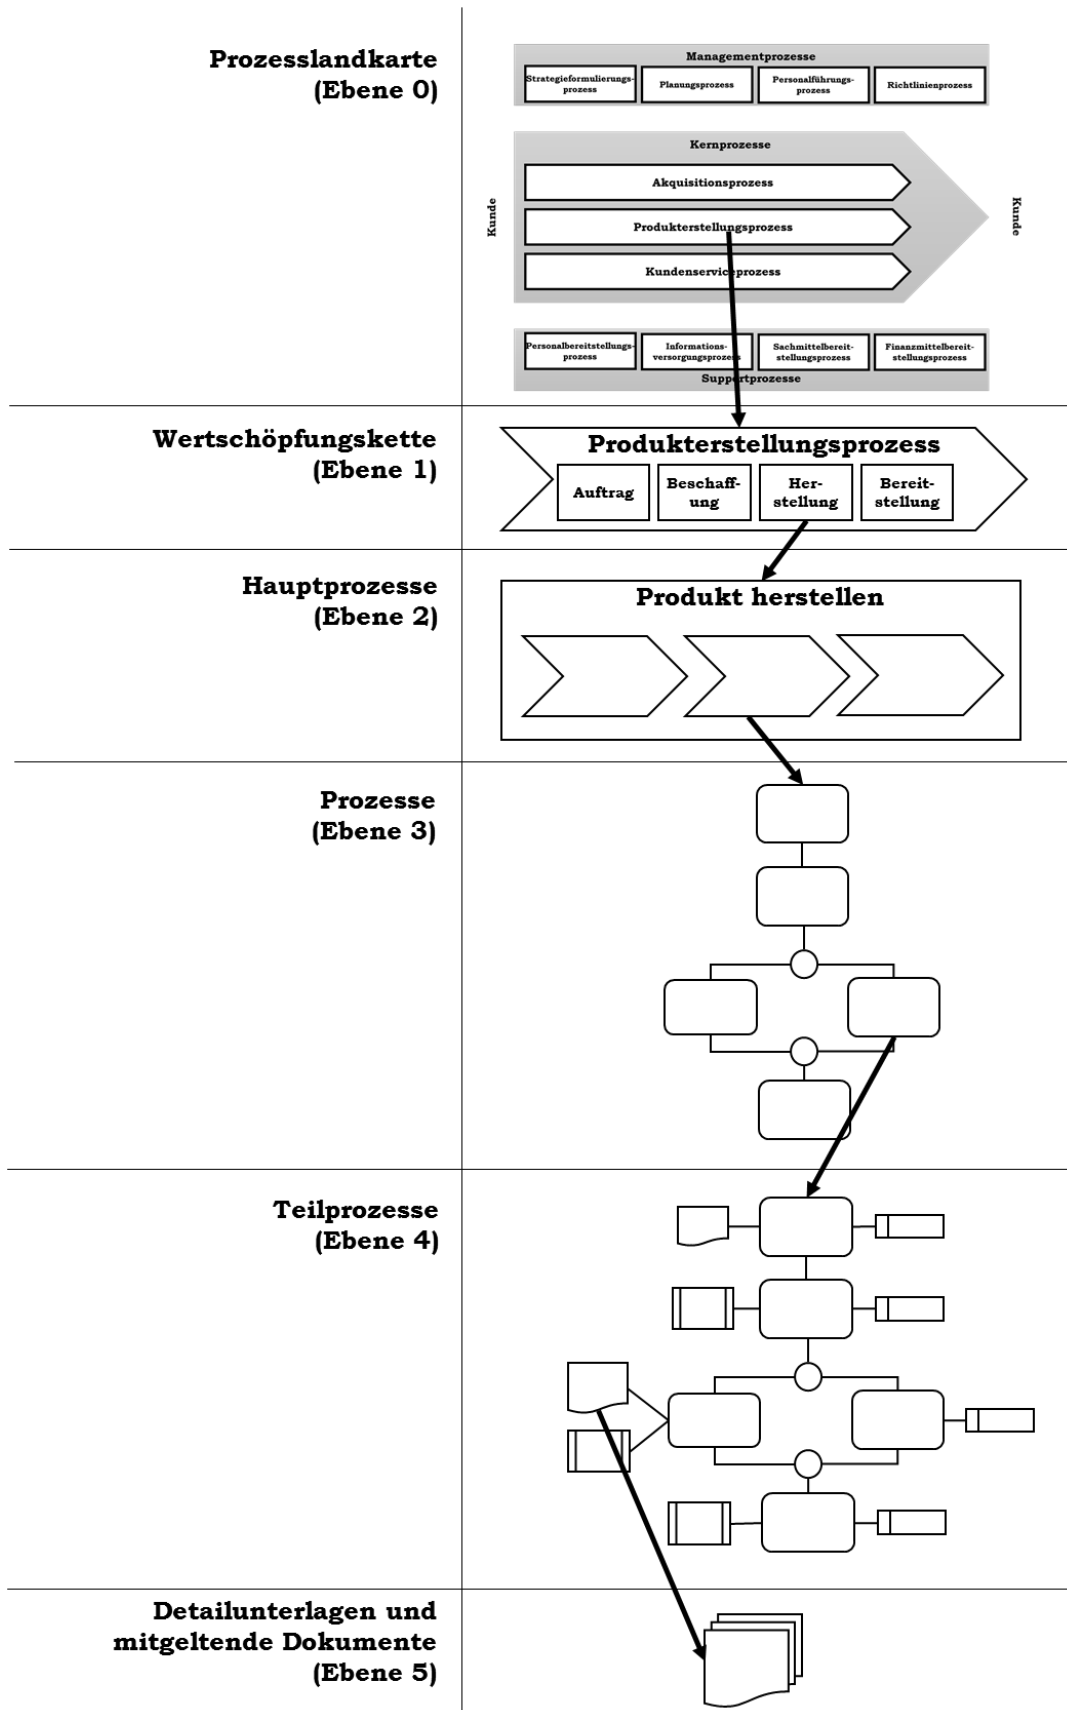 Prozesslandkarte
(Ebene 0)
Managementprozesse
Strategieformulierungs-
prozess
Planungsprozess
Personalführungs-
prozess
Richtlinienprozess
Kernprozesse
Akquisitionsprozess
Kunde
Produkterstellungsprozess
Kunde
Kundenserviceprozess
Personalbereitstellungs-
prozess
Informations-
versorgungsprozess
Sachmittelbereit-
stellungsprozess
Finanzmittelbereit-
stellungsprozess
Supportprozesse
Wertschöpfungskette
(Ebene 1)
Produkterstellungsprozess
Auftrag
Beschaff-
ung
Her-
stellung
Bereit-
stellung
Hauptprozesse
(Ebene 2)
Produkt herstellen
Prozesse
(Ebene 3)
Teilprozesse
(Ebene 4)
Detailunterlagen und
mitgeltende Dokumente
(Ebene 5)